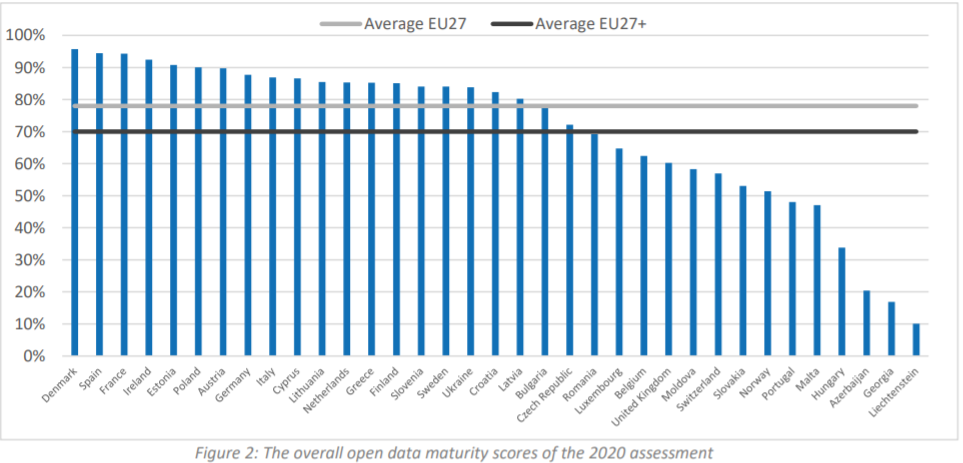 Average EU27 Average EU27+
100%
90%
80%
70%
60%
50%
40%
30%
20%
10%
0%
Denmark
Spain
France
Ireland
Estonia
Poland
Austria
Germany
Italy
Cyprus
Lithuania
Netherlands
Greece
Finland
Slovenia
Sweden
Ukraine
Croatia
Latvia
Bulgaria
Czech Republic
Romania
Luxembourg
Belgium
United Kingdom
Moldova
Switzerland
Slovakia
Norway
Portugal
Malta
Hungary
Azerbaijan
Georgia
Liechtenstein
Figure 2: The overall open data maturity scores of the 2020 assessment